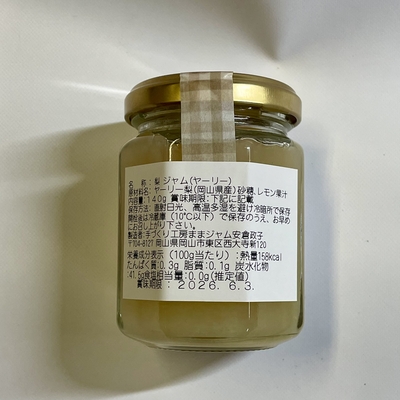 名　称：梨 ジャム(ヤーリー)
原材料名：ヤーリー梨(岡山県産)砂糖、レモン果汁
内容量：140g 賞味期限：下記に記載
保存方法：直射日光、高温多湿を避け冷暗所で保存
開栓後は冷蔵庫(10℃以下)で保存のうえ、お早め
にお召し上がり下さい。
製造者：手づくり工房ままジャム安倉政子
〒704-8127 岡山県岡山市東区西大寺新120
栄養成分表示 (100g当たり)：熱量158kcal
たんぱく質：0.3g 脂質：0.1g 炭水化物
:41.5g食塩相当量：0.0g(推定値)
賞味期限：2026. 6. 3.